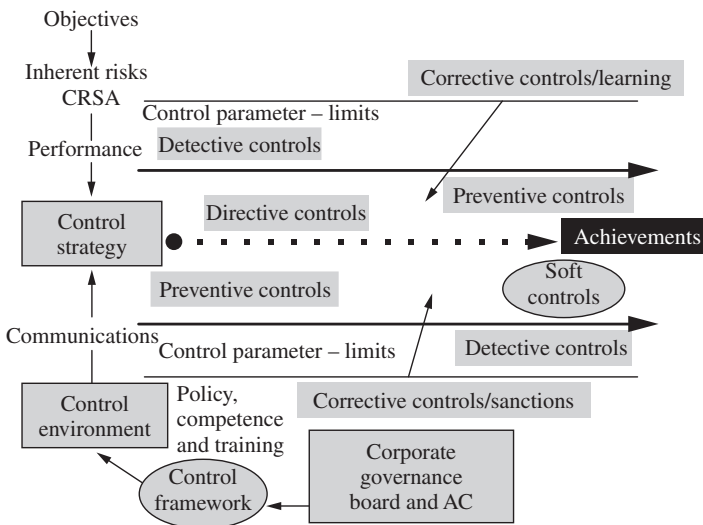 Objectives
Inherent risks
CRSA
Corrective controls/learning
Control parameter – limits
Detective controls
Performance
Preventive controls
Directive controls
Control
strategy
Achievements
Soft
controls
Preventive controls
Communications
Control parameter – limits
Detective controls
Control
environment
Policy,
competence
and training
Corrective controls/sanctions
Corporate
governance
board and AC
Control
framework